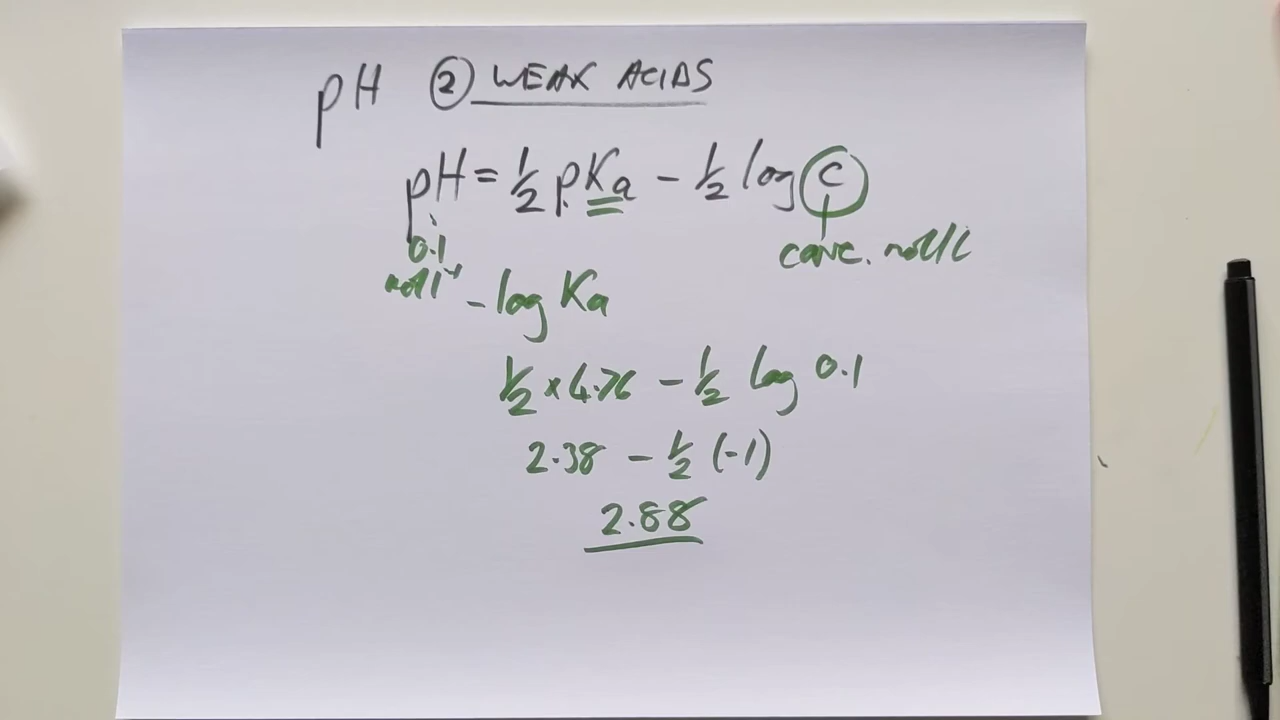 pH ② WEAK ACIDS
pH = ½ pKa − ½ log c
0.1
conc. mol/l
mol l⁻¹
− log Ka
½ × 4.76 − ½ log 0.1
2.38 − ½ (-1)
2.88